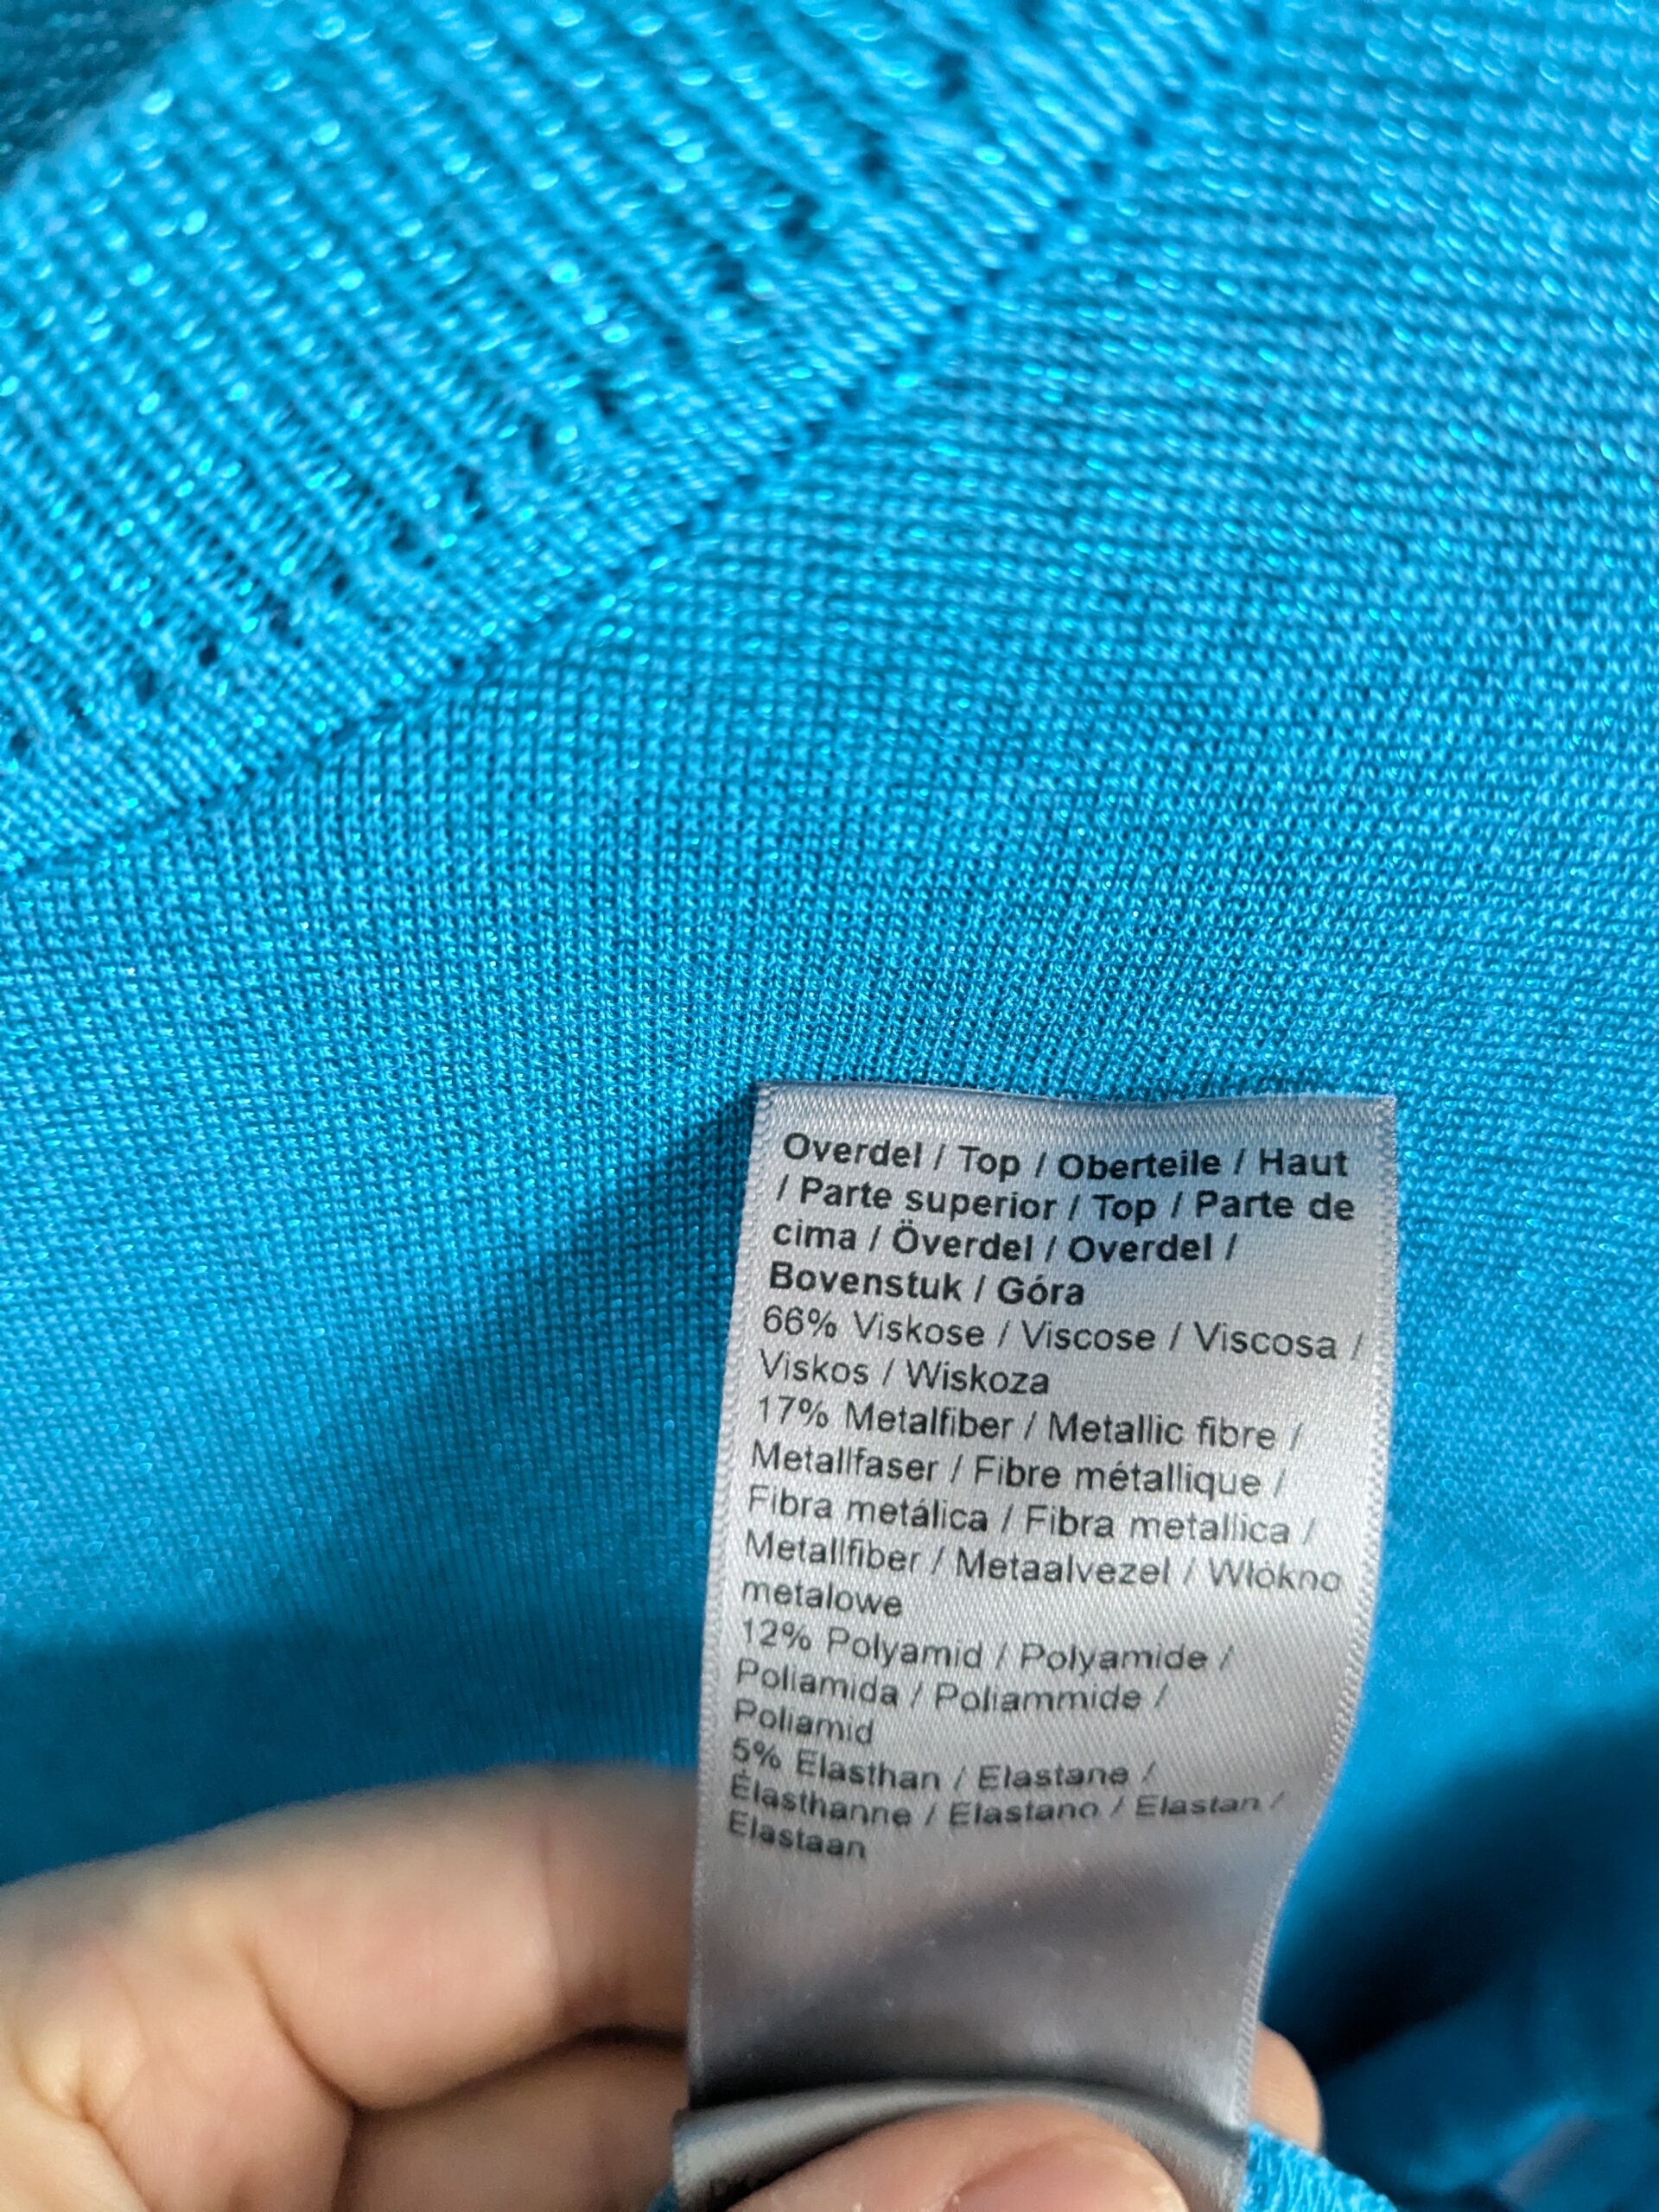 Overdel / Top / Oberteile / Haut
/ Parte superior / Top / Parte de
cima / Överdel / Overdel /
Bovenstuk / Góra
66% Viskose / Viscose / Viscosa /
Viskos / Wiskoza
17% Metalfiber / Metallic fibre /
Metallfaser / Fibre métallique /
Fibra metálica / Fibra metallica /
Metallfiber / Metaalvezel / Włókno
metalowe
12% Polyamid / Polyamide /
Poliamida / Poliammide /
Poliamid
5% Elasthan / Elastane /
Élasthanne / Elastano / Elastan /
Elastaan